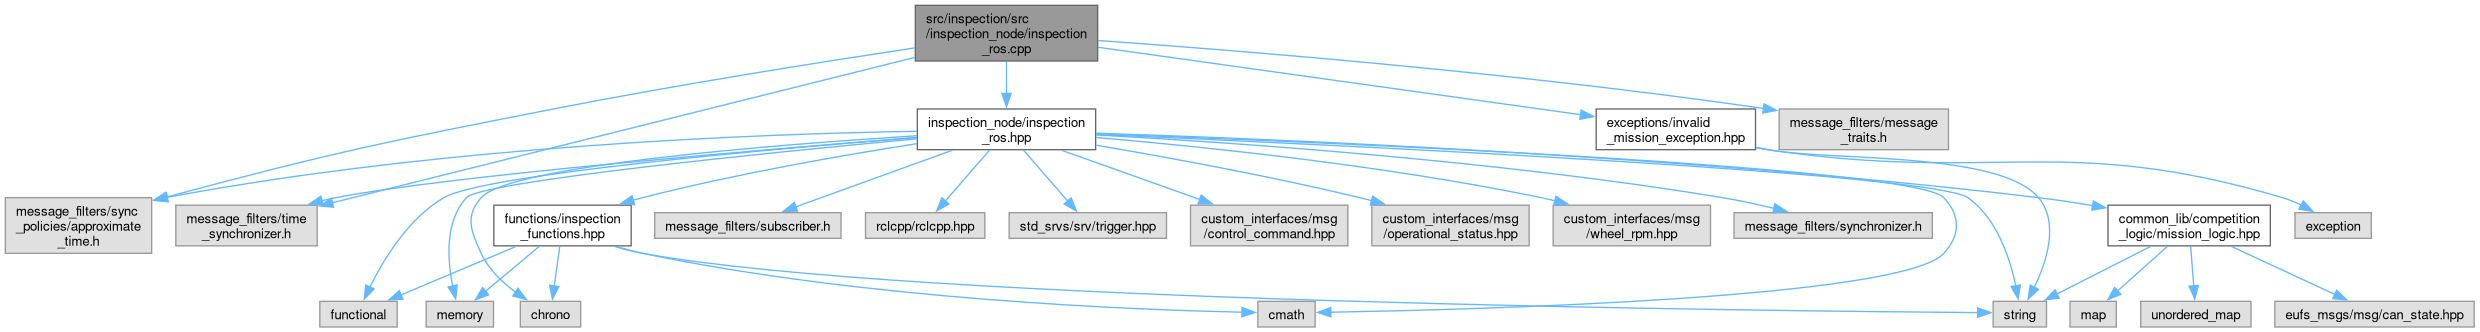 src/inspection/src
/inspection_node/inspection
_ros.cpp
inspection_node/inspection
_ros.hpp
exceptions/invalid
_mission_exception.hpp
message_filters/message
_traits.h
message_filters/sync
_policies/approximate
_time.h
message_filters/time
_synchronizer.h
functions/inspection
_functions.hpp
message_filters/subscriber.h
rclcpp/rclcpp.hpp
std_srvs/srv/trigger.hpp
custom_interfaces/msg
/control_command.hpp
custom_interfaces/msg
/operational_status.hpp
custom_interfaces/msg
/wheel_rpm.hpp
message_filters/synchronizer.h
common_lib/competition
_logic/mission_logic.hpp
exception
functional
memory
chrono
cmath
string
map
unordered_map
eufs_msgs/msg/can_state.hpp